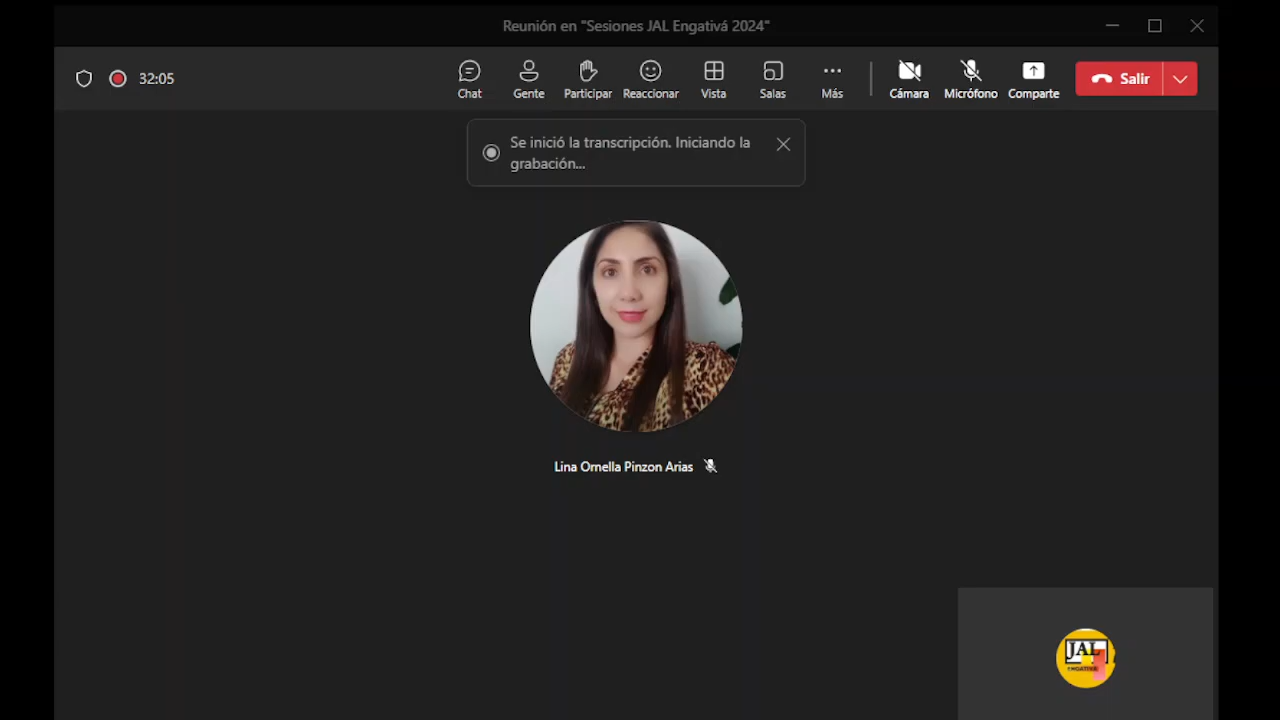 Reunión en "Sesiones JAL Engativá 2024"
32:05
Chat
Gente
Participar
Reaccionar
Vista
Salas
Más
Cámara
Micrófono
Comparte
Salir
Se inició la transcripción. Iniciando la
grabación...
Lina Ornella Pinzon Arias
JAL
ENGATIVÁ